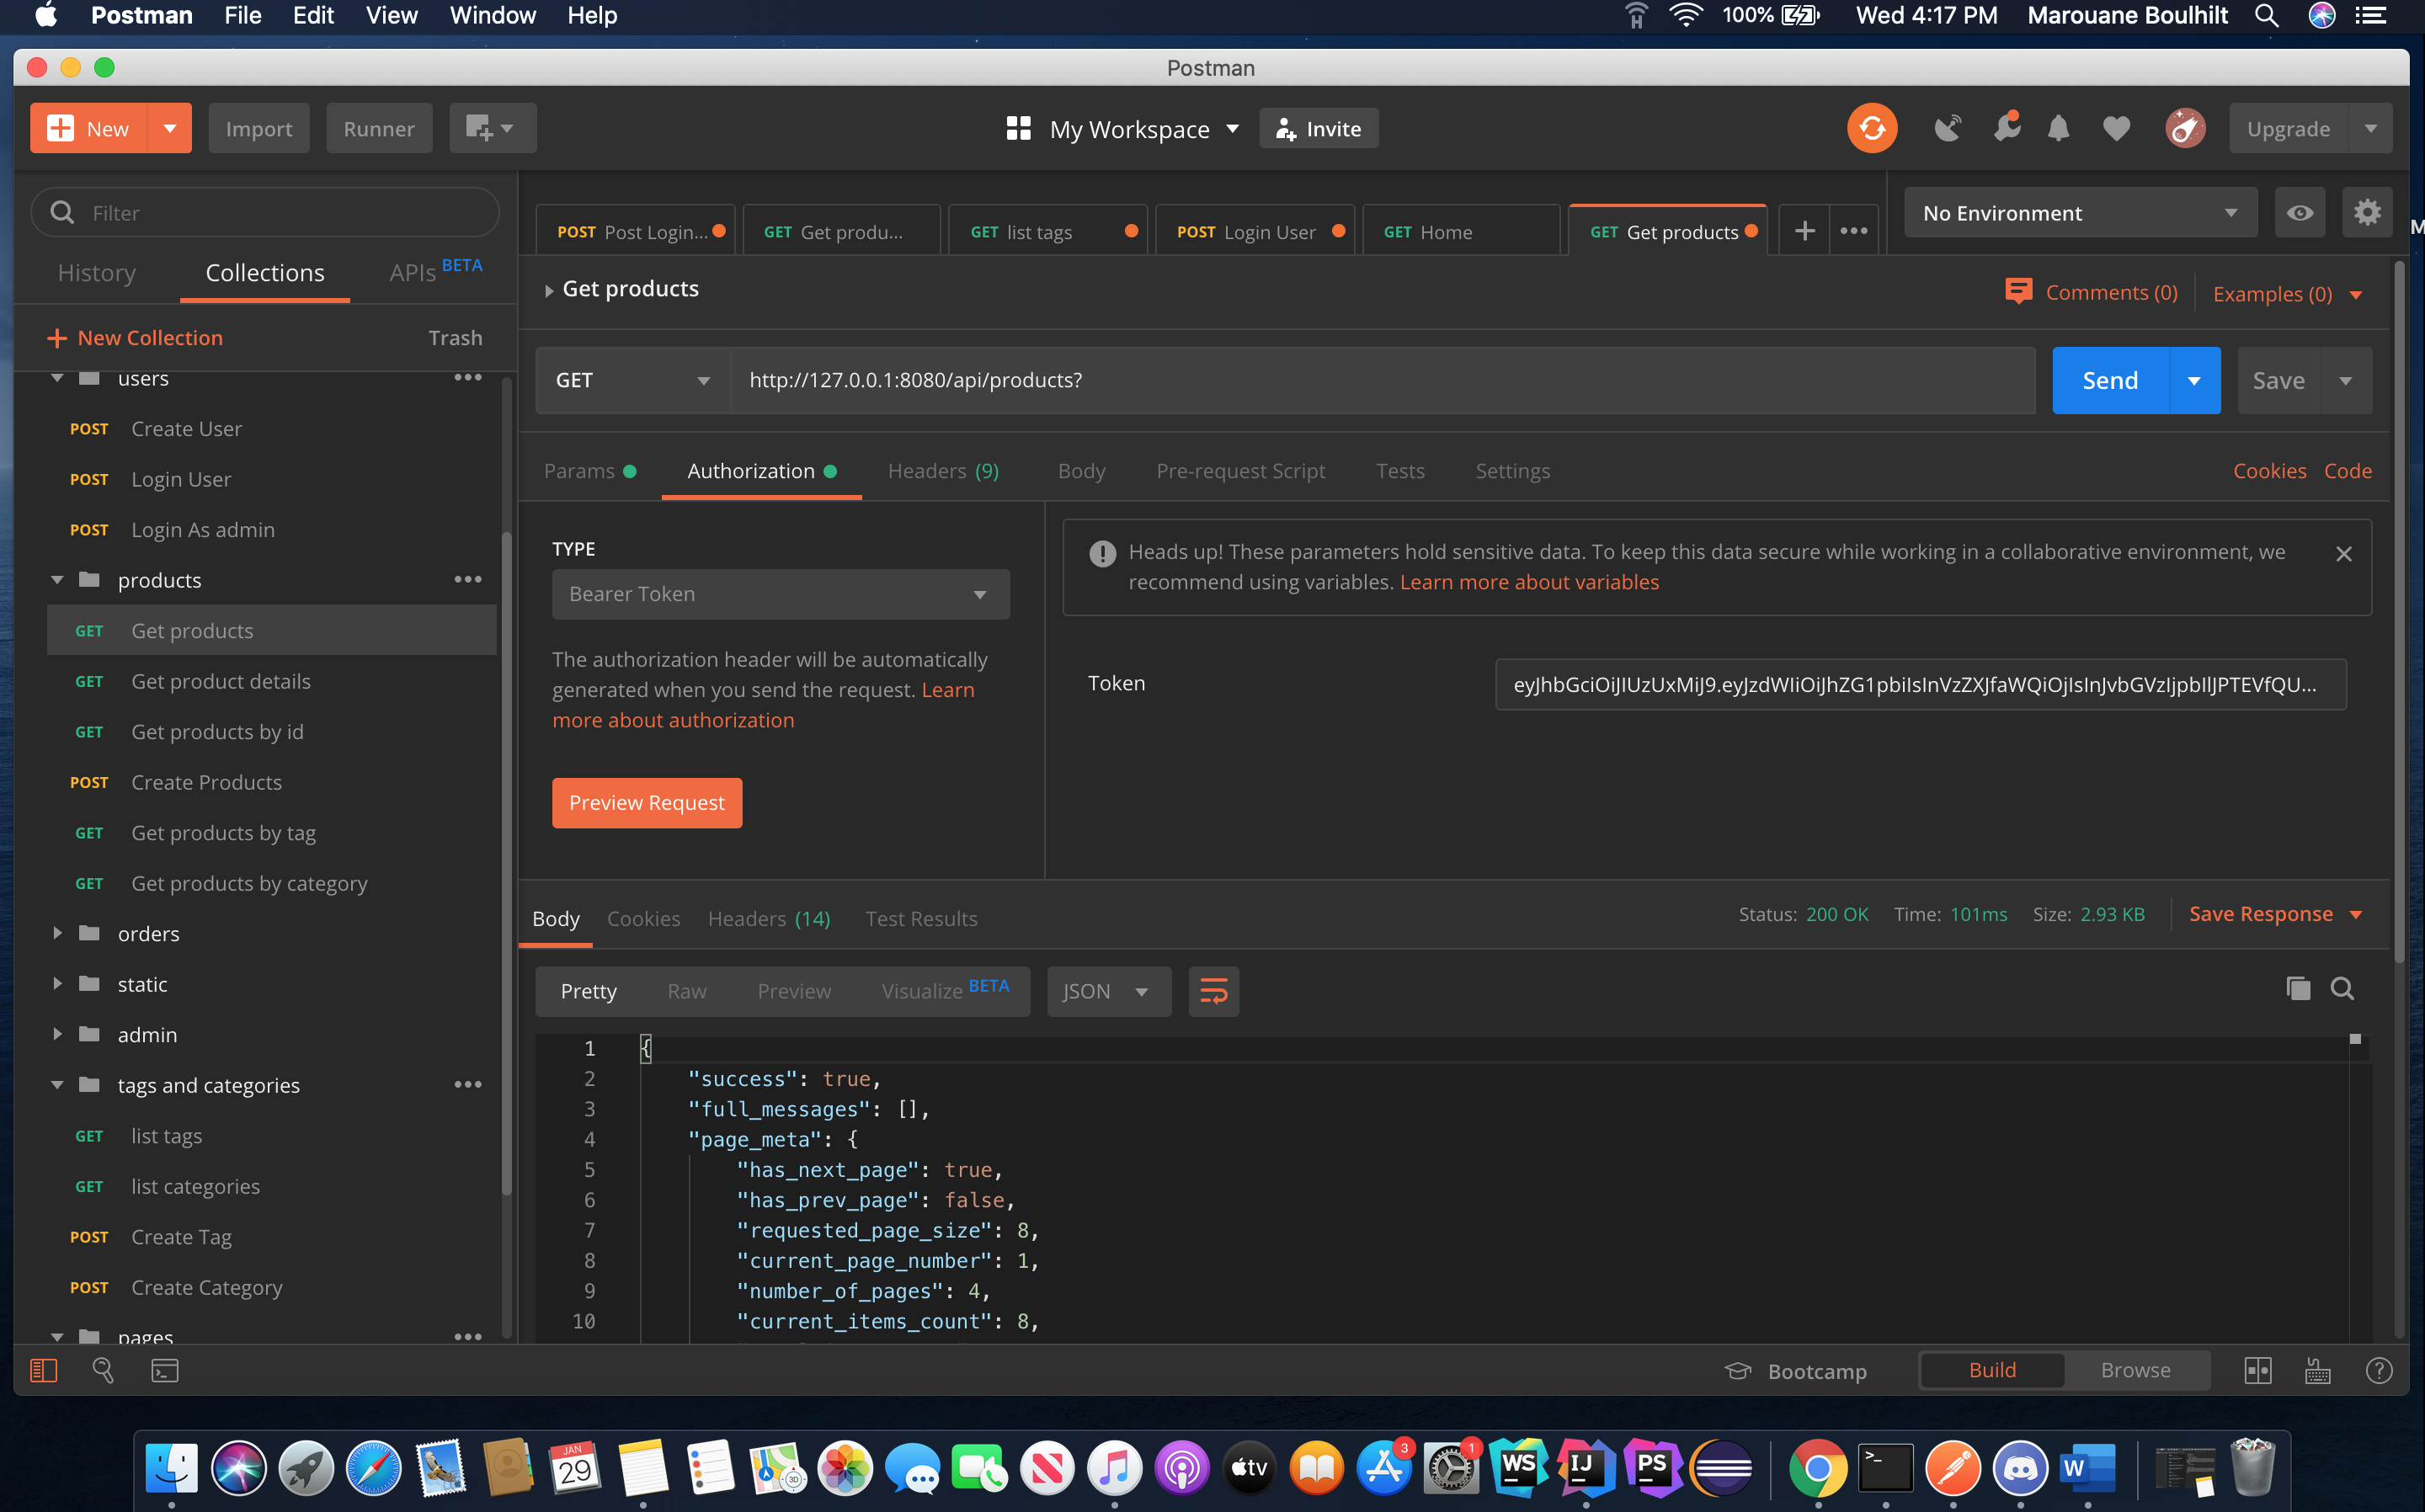 Postman File Edit View Window Help 100% Wed 4:17 PM Marouane Boulhilt
Postman
New Import Runner My Workspace Invite Upgrade
Filter
History Collections APIs BETA
New Collection Trash
users
POST Create User
POST Login User
POST Login As admin
products
GET Get products
GET Get product details
GET Get products by id
POST Create Products
GET Get products by tag
GET Get products by category
orders
static
admin
tags and categories
GET list tags
GET list categories
POST Create Tag
POST Create Category
pages
POST Post Login... GET Get produ... GET list tags POST Login User GET Home GET Get products
No Environment
Get products Comments (0) Examples (0)
GET http://127.0.0.1:8080/api/products? Send Save
Params Authorization Headers (9) Body Pre-request Script Tests Settings Cookies Code
TYPE
Bearer Token
The authorization header will be automatically
generated when you send the request. Learn
more about authorization
Preview Request
Heads up! These parameters hold sensitive data. To keep this data secure while working in a collaborative environment, we
recommend using variables. Learn more about variables
Token eyJhbGciOiJIUzUxMiJ9.eyJzdWIiOiJhZG1pbiIsInVzZXJfaWQiOjIsInJvbGVzIjpbIlJPTEVfQU...
Body Cookies Headers (14) Test Results Status: 200 OK Time: 101ms Size: 2.93 KB Save Response
Pretty Raw Preview Visualize BETA JSON
1 {
2 "success": true,
3 "full_messages": [],
4 "page_meta": {
5 "has_next_page": true,
6 "has_prev_page": false,
7 "requested_page_size": 8,
8 "current_page_number": 1,
9 "number_of_pages": 4,
10 "current_items_count": 8,
Bootcamp Build Browse
JAN 29 3D tv 3 1 WS IJ PS >_ W